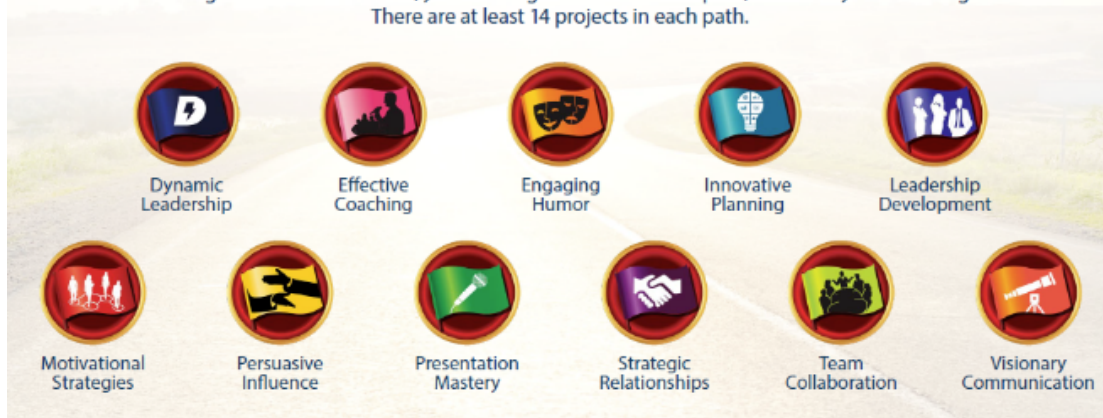 There are at least 14 projects in each path.
Dynamic
Leadership
Effective
Coaching
Engaging
Humor
Innovative
Planning
Leadership
Development
D
Motivational
Strategies
Persuasive
Influence
Presentation
Mastery
Strategic
Relationships
Team
Collaboration
Visionary
Communication